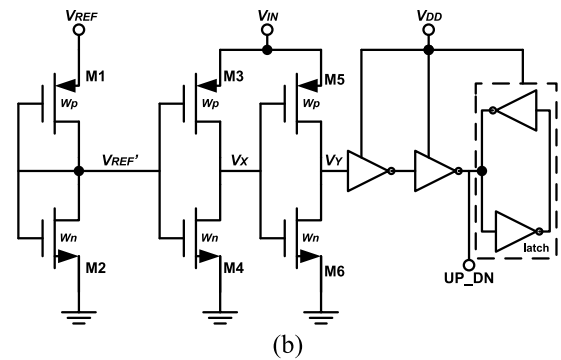 VREF
VIN
VDD
M1
M3
M5
Wp
Wp
Wp
VREF'
VX
VY
Wn
Wn
Wn
M2
M4
M6
latch
UP_DN
(b)